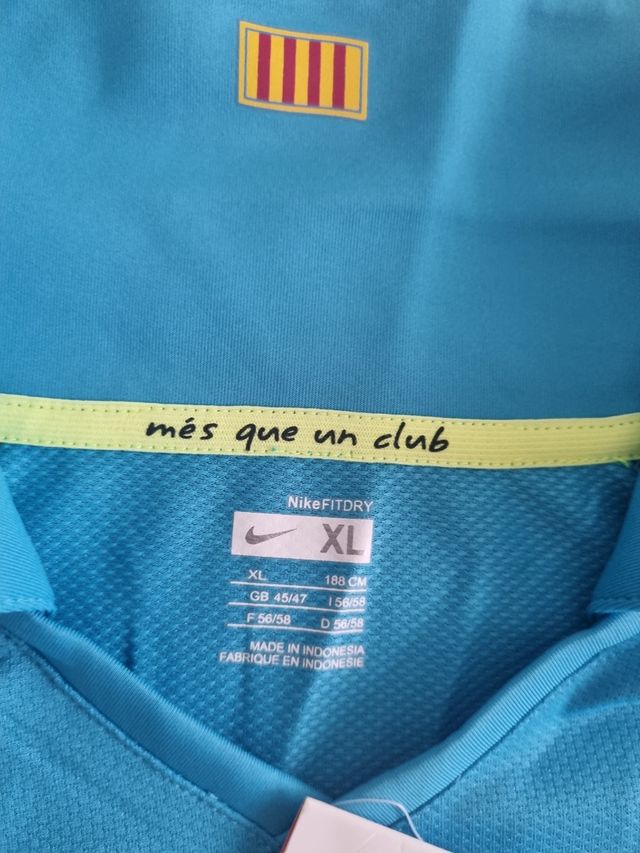 més que un club
NikeFITDRY
XL
XL 188 CM
GB 45/47 I 56/58
F 56/58 D 56/58
MADE IN INDONESIA
FABRIQUE EN INDONESIE